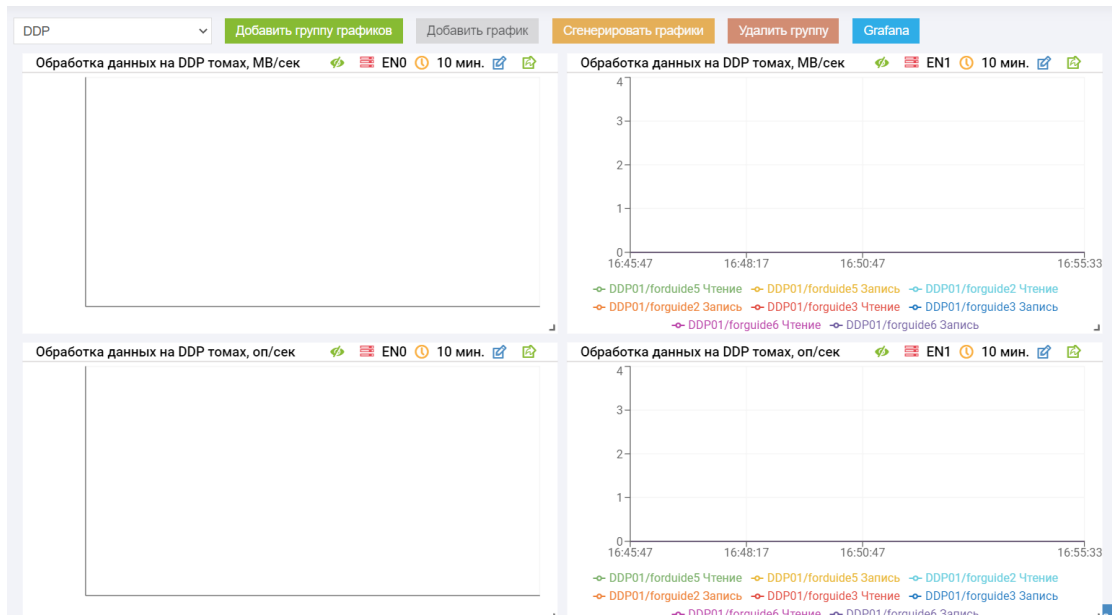 DDP Добавить группу графиков Добавить график Сгенерировать графики Удалить группу Grafana
Обработка данных на DDP томах, MB/сек EN0 10 мин.
Обработка данных на DDP томах, MB/сек EN1 10 мин.
4
3
2
1
0
16:45:47 16:48:17 16:50:47 16:55:33
DDP01/forduide5 Чтение DDP01/forduide5 Запись DDP01/forguide2 Чтение
DDP01/forguide2 Запись DDP01/forguide3 Чтение DDP01/forguide3 Запись
DDP01/forguide6 Чтение DDP01/forguide6 Запись
Обработка данных на DDP томах, оп/сек EN0 10 мин.
Обработка данных на DDP томах, оп/сек EN1 10 мин.
4
3
2
1
0
16:45:47 16:48:17 16:50:47 16:55:33
DDP01/forduide5 Чтение DDP01/forduide5 Запись DDP01/forguide2 Чтение
DDP01/forguide2 Запись DDP01/forguide3 Чтение DDP01/forguide3 Запись
DDP01/forguide6 Чтение DDP01/forguide6 Запись